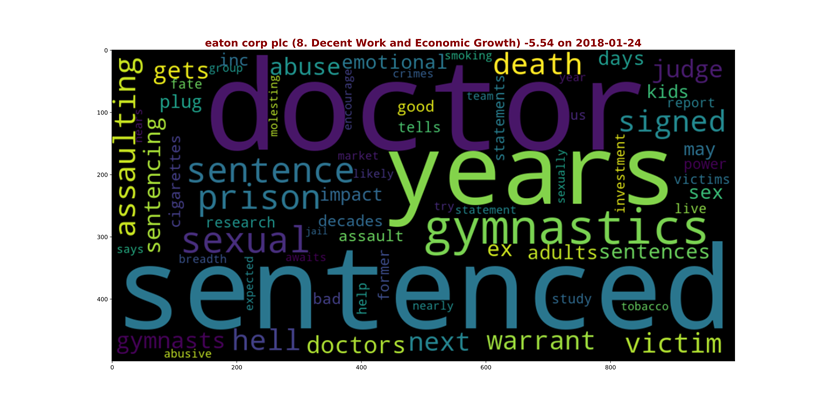 eaton corp plc (8. Decent Work and Economic Growth) -5.54 on 2018-01-24
0
100
200
300
400
0 200 400 600 800
assaulting
gets
group
inc
fate
plug
abuse
emotional
smoking
crimes
death
days
judge
year
team
us
kids
report
doctor
molesting
encourage
good
tells
statements
signed
sentencing
cigarettes
sentence
market
likely
years
sexually
investment
may
power
victims
prison
impact
sex
try
statement
live
research
decades
jail
gymnastics
says
sexual
assault
breadth
awaits
ex
adults
sentences
former
sentenced
expected
bad
help
nearly
study
tobacco
gymnasts
abusive
hell
doctors
next
warrant
victim